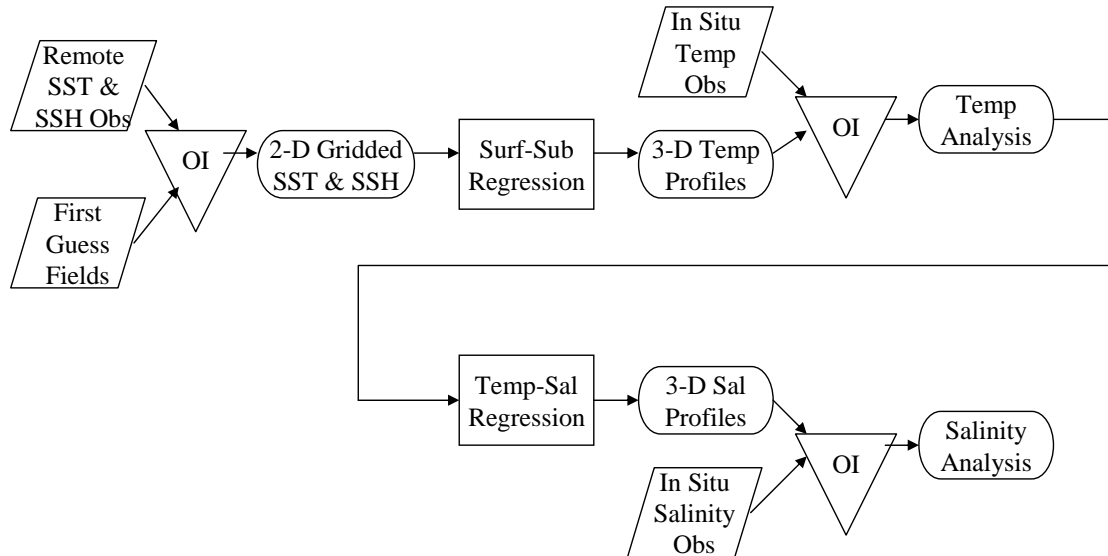 Remote
SST &
SSH Obs
First
Guess
Fields
OI
2-D Gridded
SST & SSH
Surf-Sub
Regression
3-D Temp
Profiles
In Situ
Temp
Obs
OI
Temp
Analysis
Temp-Sal
Regression
3-D Sal
Profiles
In Situ
Salinity
Obs
OI
Salinity
Analysis